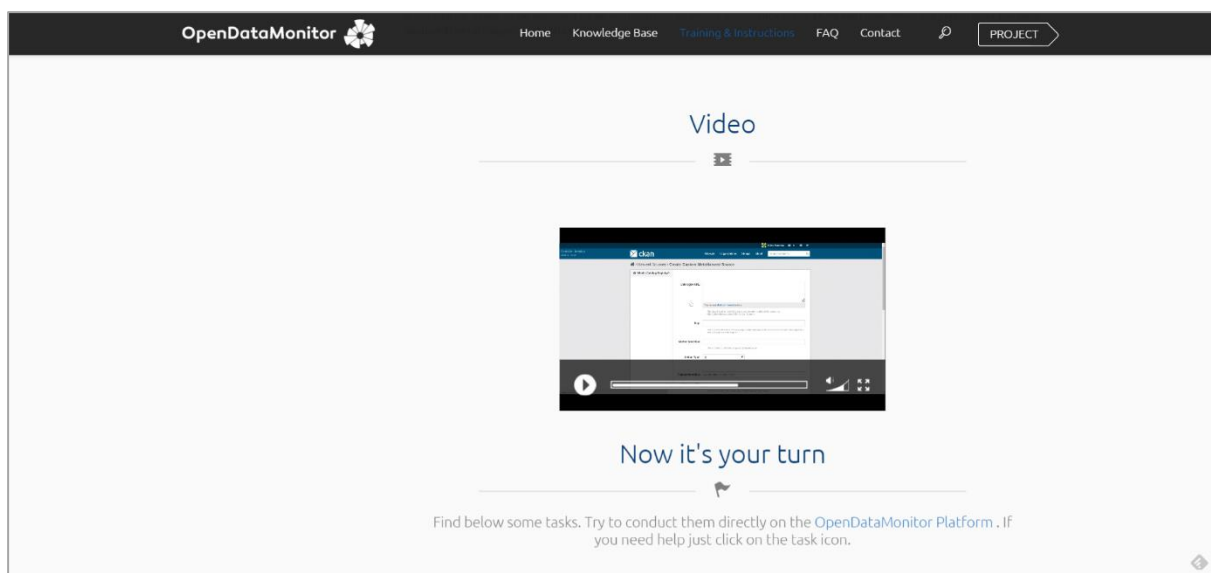 OpenDataMonitor
Home Knowledge Base Training & Instructions FAQ Contact PROJECT
Video
ckan
Now it's your turn
Find below some tasks. Try to conduct them directly on the OpenDataMonitor Platform . If
you need help just click on the task icon.